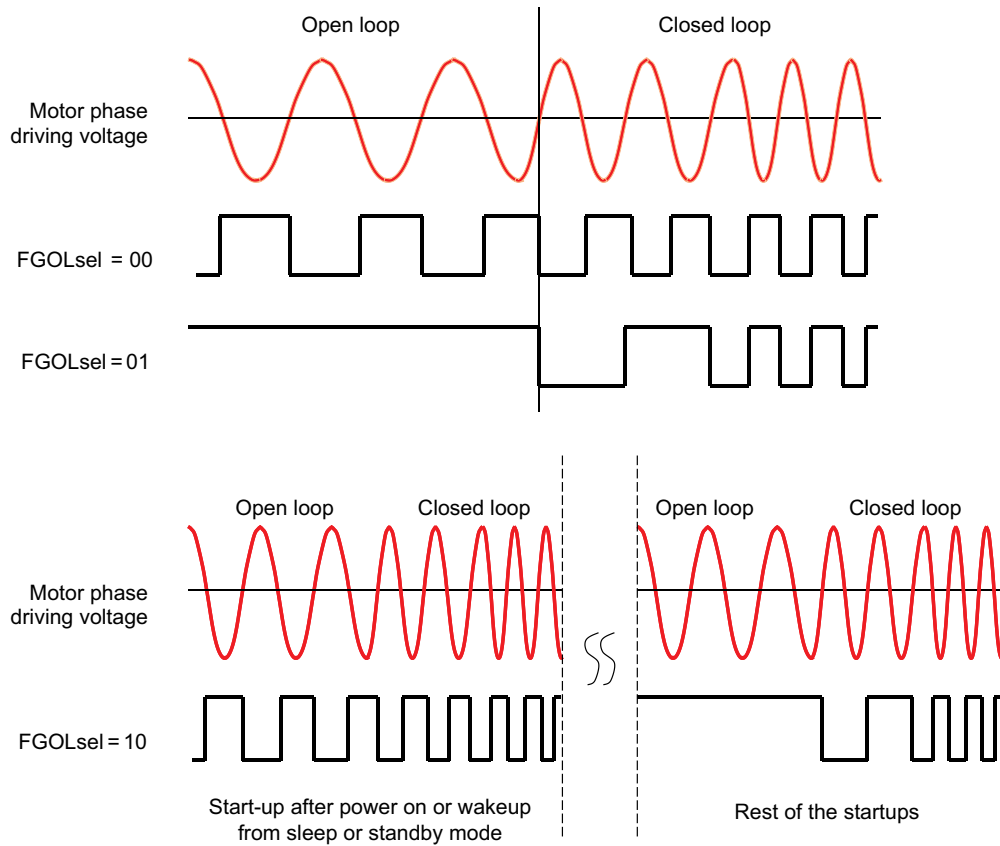 Open loop
Closed loop
Motor phase
driving voltage
FGOLsel = 00
FGOLsel = 01
Open loop
Closed loop
Open loop
Closed loop
Motor phase
driving voltage
FGOLsel = 10
Start-up after power on or wakeup
from sleep or standby mode
Rest of the startups